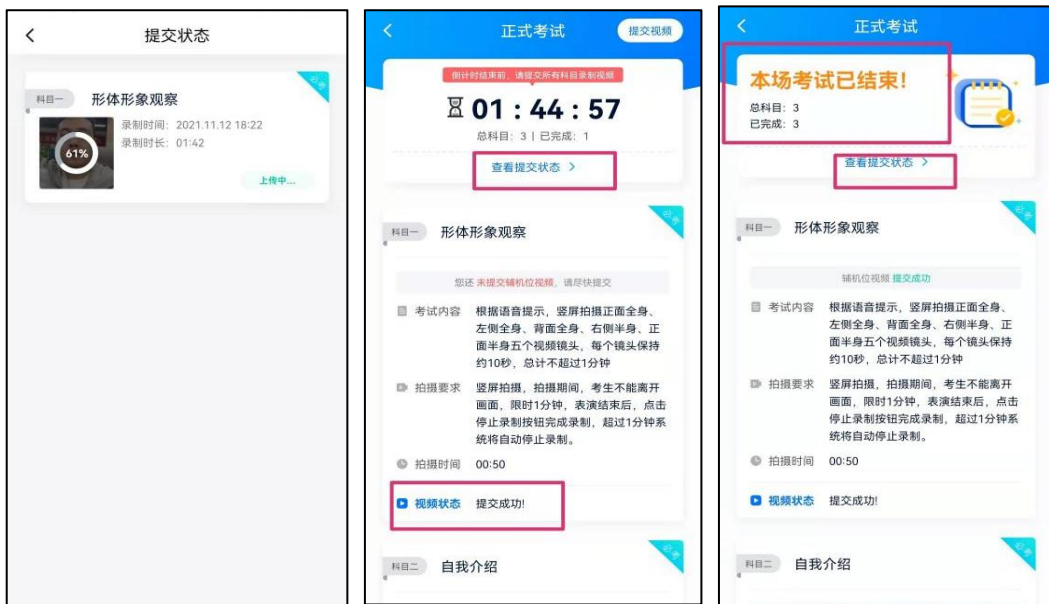 提交状态
必考
科目一 形体形象观察
录制时间：2021.11.12 18:22
录制时长：01:42
61%
上传中...
正式考试
提交视频
倒计时结束前，请提交所有科目录制视频
01 : 44 : 57
总科目：3 | 已完成：1
查看提交状态 >
必考
科目一 形体形象观察
您还 未提交辅机位视频，请尽快提交
考试内容 根据语音提示，竖屏拍摄正面全身、
左侧全身、背面全身、右侧半身、正
面半身五个视频镜头，每个镜头保持
约10秒，总计不超过1分钟
拍摄要求 竖屏拍摄，拍摄期间，考生不能离开
画面，限时1分钟，表演结束后，点击
停止录制按钮完成录制，超过1分钟系
统将自动停止录制。
拍摄时间 00:50
视频状态 提交成功!
必考
科目二 自我介绍
正式考试
本场考试已结束!
总科目：3
已完成：3
查看提交状态 >
必考
科目一 形体形象观察
辅机位视频 提交成功
考试内容 根据语音提示，竖屏拍摄正面全身、
左侧全身、背面全身、右侧半身、正
面半身五个视频镜头，每个镜头保持
约10秒，总计不超过1分钟
拍摄要求 竖屏拍摄，拍摄期间，考生不能离开
画面，限时1分钟，表演结束后，点击
停止录制按钮完成录制，超过1分钟系
统将自动停止录制。
拍摄时间 00:50
视频状态 提交成功!
必考
科目二 自我介绍